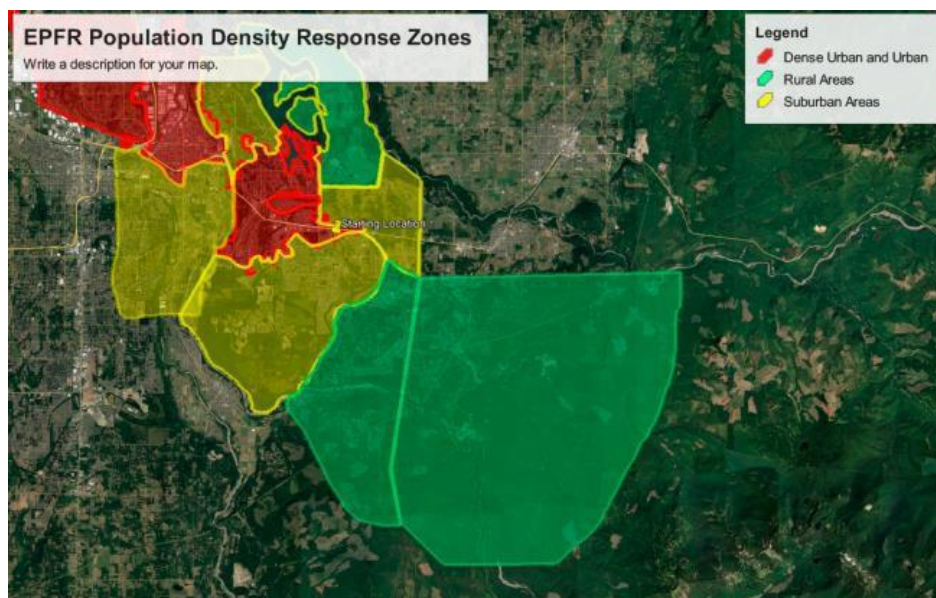 EPFR Population Density Response Zones
Write a description for your map.
Legend
Dense Urban and Urban
Rural Areas
Suburban Areas
Starting Location